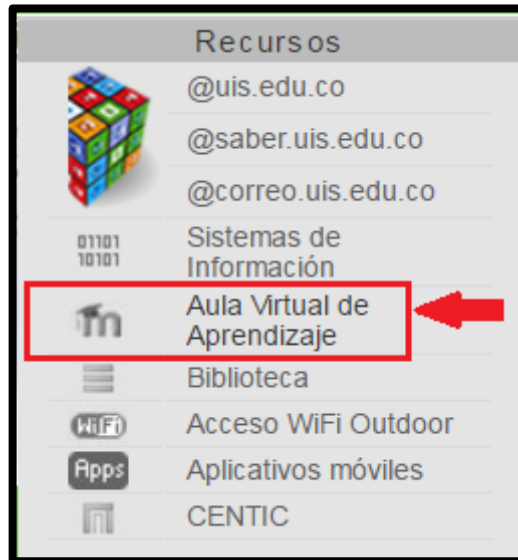 Recursos
@uis.edu.co
@saber.uis.edu.co
@correo.uis.edu.co
01101
10101
Sistemas de
Información
Aula Virtual de
Aprendizaje
Biblioteca
WiFi
Acceso WiFi Outdoor
Apps
Aplicativos móviles
CENTIC